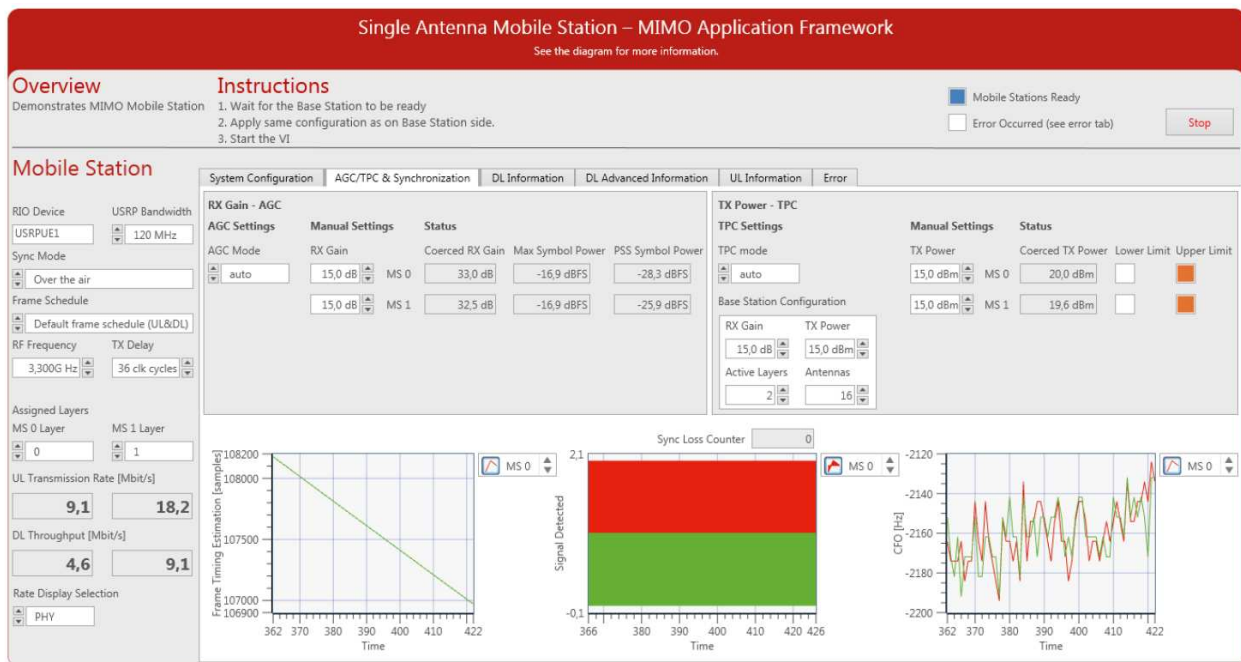 Single Antenna Mobile Station – MIMO Application Framework
See the diagram for more information.
Overview
Demonstrates MIMO Mobile Station
Instructions
1. Wait for the Base Station to be ready
2. Apply same configuration as on Base Station side.
3. Start the VI
Mobile Stations Ready
Error Occurred (see error tab)
Stop
Mobile Station
RIO Device USRP Bandwidth
USRPUE1 120 MHz
Sync Mode
Over the air
Frame Schedule
Default frame schedule (UL&DL)
RF Frequency TX Delay
3,300G Hz 36 clk cycles
Assigned Layers
MS 0 Layer MS 1 Layer
0 1
UL Transmission Rate [Mbit/s]
9,1 18,2
DL Throughput [Mbit/s]
4,6 9,1
Rate Display Selection
PHY
System Configuration AGC/TPC & Synchronization DL Information DL Advanced Information UL Information Error
RX Gain - AGC
AGC Settings Manual Settings Status
AGC Mode RX Gain Coerced RX Gain Max Symbol Power PSS Symbol Power
auto 15,0 dB MS 0 33,0 dB -16,9 dBFS -28,3 dBFS
15,0 dB MS 1 32,5 dB -16,9 dBFS -25,9 dBFS
TX Power - TPC
TPC Settings Manual Settings Status
TPC mode TX Power Coerced TX Power Lower Limit Upper Limit
auto 15,0 dBm MS 0 20,0 dBm
Base Station Configuration 15,0 dBm MS 1 19,6 dBm
RX Gain TX Power
15,0 dB 15,0 dBm
Active Layers Antennas
2 16
Sync Loss Counter 0
Frame Timing Estimation [samples]
108200
108000
107500
107000
106900
362 370 380 390 400 410 422
Time
MS 0
Signal Detected
2,1
-0,1
366 380 390 400 410 420 426
Time
MS 0
CFO [Hz]
-2120
-2140
-2160
-2180
-2200
362 370 380 390 400 410 422
Time
MS 0